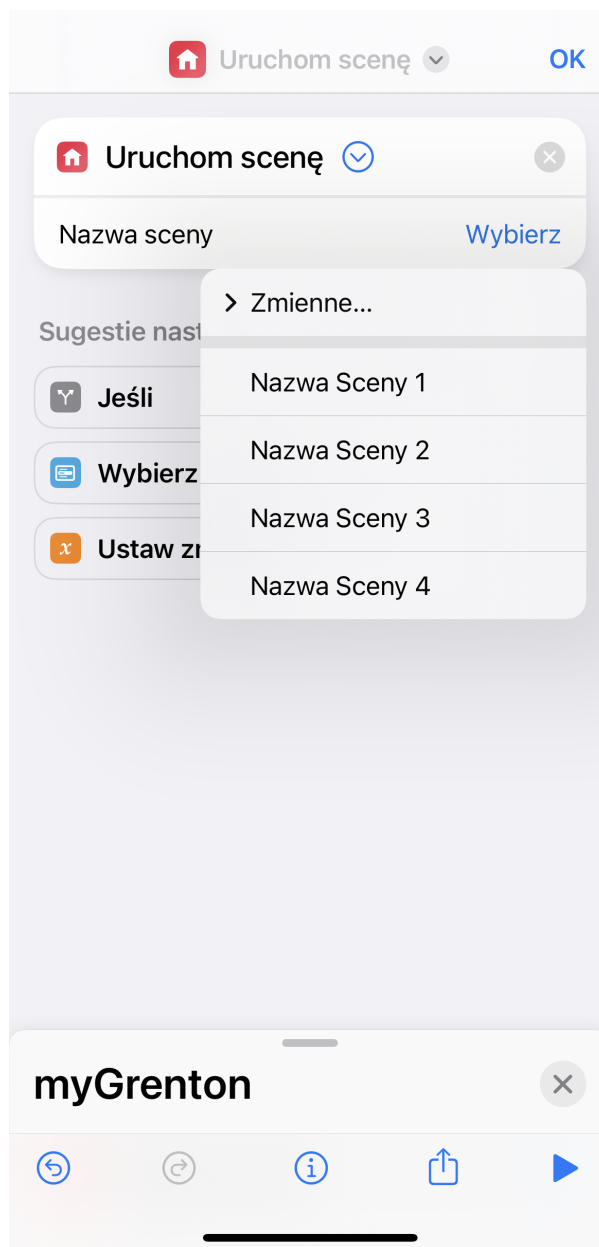 Uruchom scenę
OK
Uruchom scenę
Nazwa sceny Wybierz
Zmienne...
Sugestie nast
Nazwa Sceny 1
Jeśli
Nazwa Sceny 2
Wybierz
Nazwa Sceny 3
Ustaw zr
Nazwa Sceny 4
myGrenton